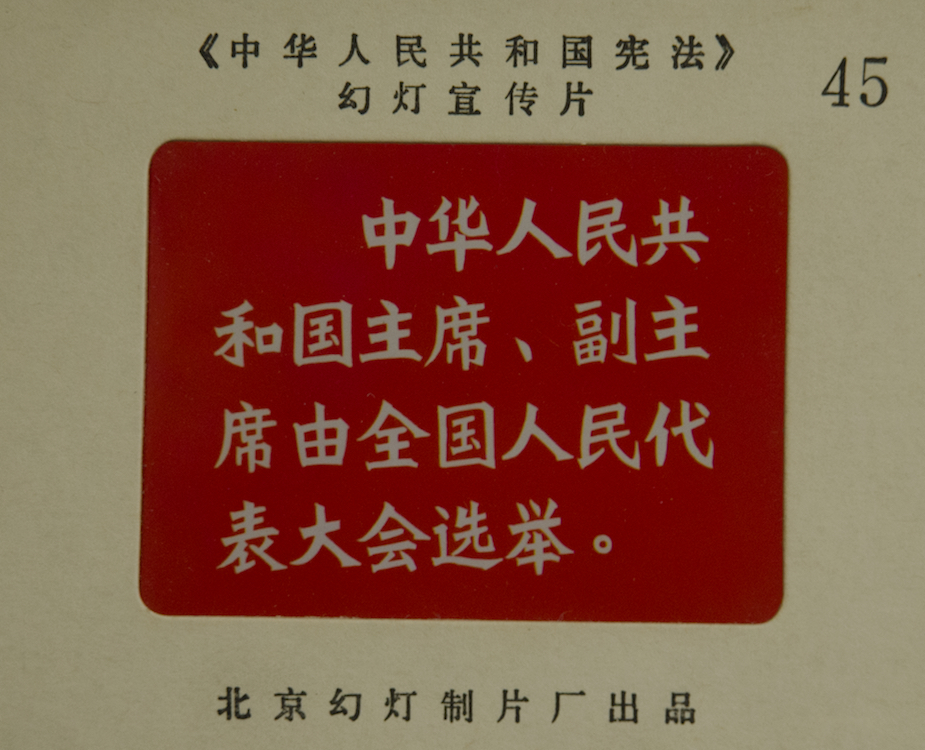 《中华人民共和国宪法》
幻灯宣传片
45
中华人民共
和国主席、副主
席由全国人民代
表大会选举。
北京幻灯制片厂出品